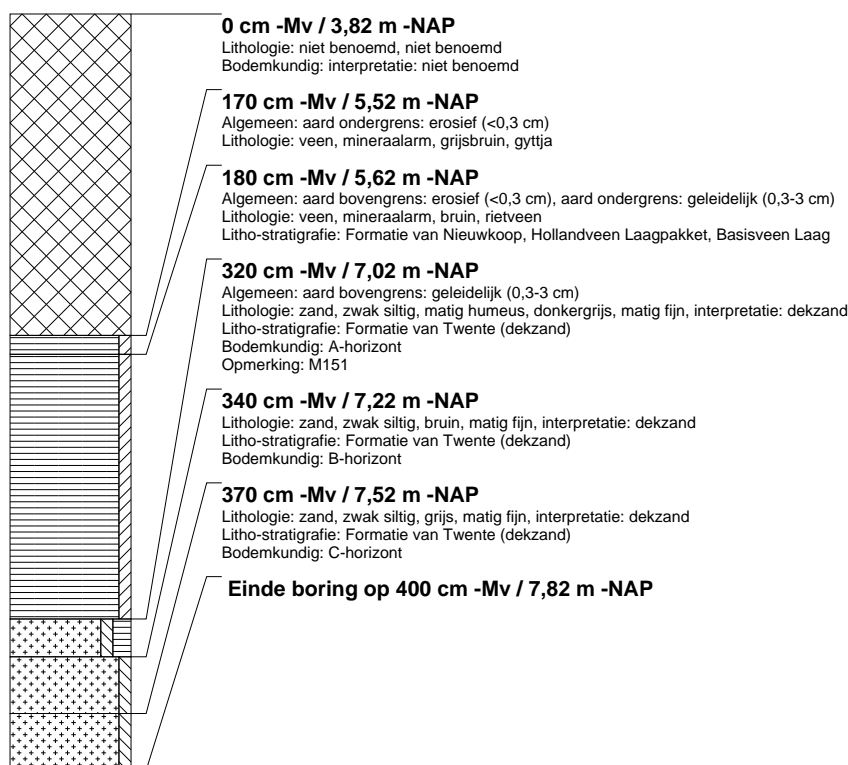 0 cm -Mv / 3,82 m -NAP
Lithologie: niet benoemd, niet benoemd
Bodemkundig: interpretatie: niet benoemd
170 cm -Mv / 5,52 m -NAP
Algemeen: aard ondergrens: erosief (<0,3 cm)
Lithologie: veen, mineraalarm, grijsbruin, gyttja
180 cm -Mv / 5,62 m -NAP
Algemeen: aard bovengrens: erosief (<0,3 cm), aard ondergrens: geleidelijk (0,3-3 cm)
Lithologie: veen, mineraalarm, bruin, rietveen
Litho-stratigrafie: Formatie van Nieuwkoop, Hollandveen Laagpakket, Basisveen Laag
320 cm -Mv / 7,02 m -NAP
Algemeen: aard bovengrens: geleidelijk (0,3-3 cm)
Lithologie: zand, zwak siltig, matig humeus, donkergrijs, matig fijn, interpretatie: dekzand
Litho-stratigrafie: Formatie van Twente (dekzand)
Bodemkundig: A-horizont
Opmerking: M151
340 cm -Mv / 7,22 m -NAP
Lithologie: zand, zwak siltig, bruin, matig fijn, interpretatie: dekzand
Litho-stratigrafie: Formatie van Twente (dekzand)
Bodemkundig: B-horizont
370 cm -Mv / 7,52 m -NAP
Lithologie: zand, zwak siltig, grijs, matig fijn, interpretatie: dekzand
Litho-stratigrafie: Formatie van Twente (dekzand)
Bodemkundig: C-horizont
Einde boring op 400 cm -Mv / 7,82 m -NAP